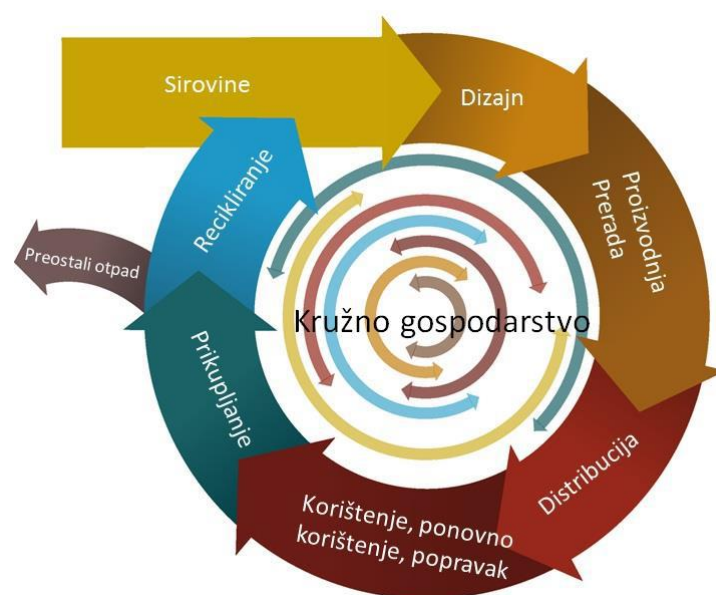 Sirovine
Dizajn
Proizvodnja
Prerada
Distribucija
Korištenje, ponovno
korištenje, popravak
Prikupljanje
Recikliranje
Preostali otpad
Kružno gospodarstvo